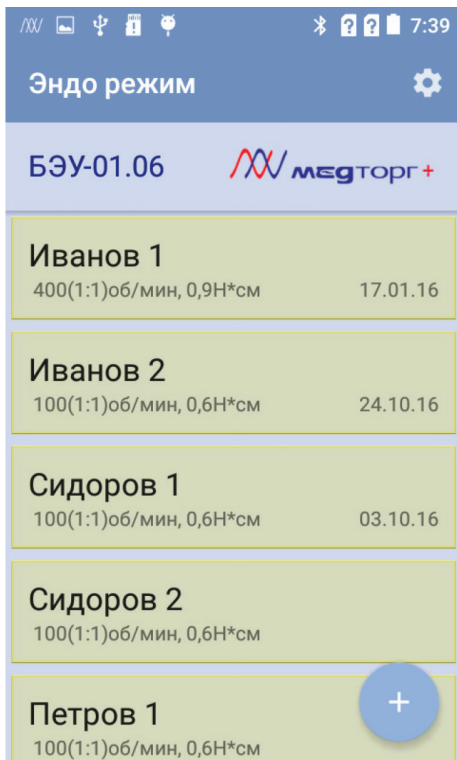 7:39
Эндо режим
БЭУ-01.06
медторг+
Иванов 1
400(1:1)об/мин, 0,9Н*см 17.01.16
Иванов 2
100(1:1)об/мин, 0,6Н*см 24.10.16
Сидоров 1
100(1:1)об/мин, 0,6Н*см 03.10.16
Сидоров 2
100(1:1)об/мин, 0,6Н*см
Петров 1
100(1:1)об/мин, 0,6Н*см